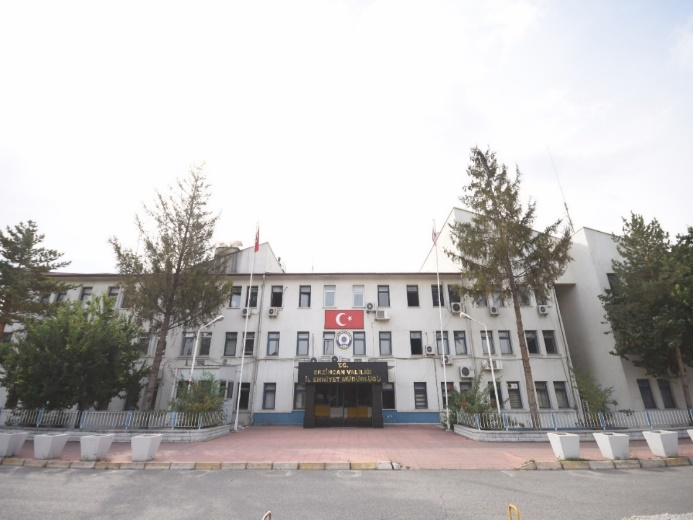 T.C.
ERZİNCAN VALİLİĞİ
İL EMNİYET MÜDÜRLÜĞÜ